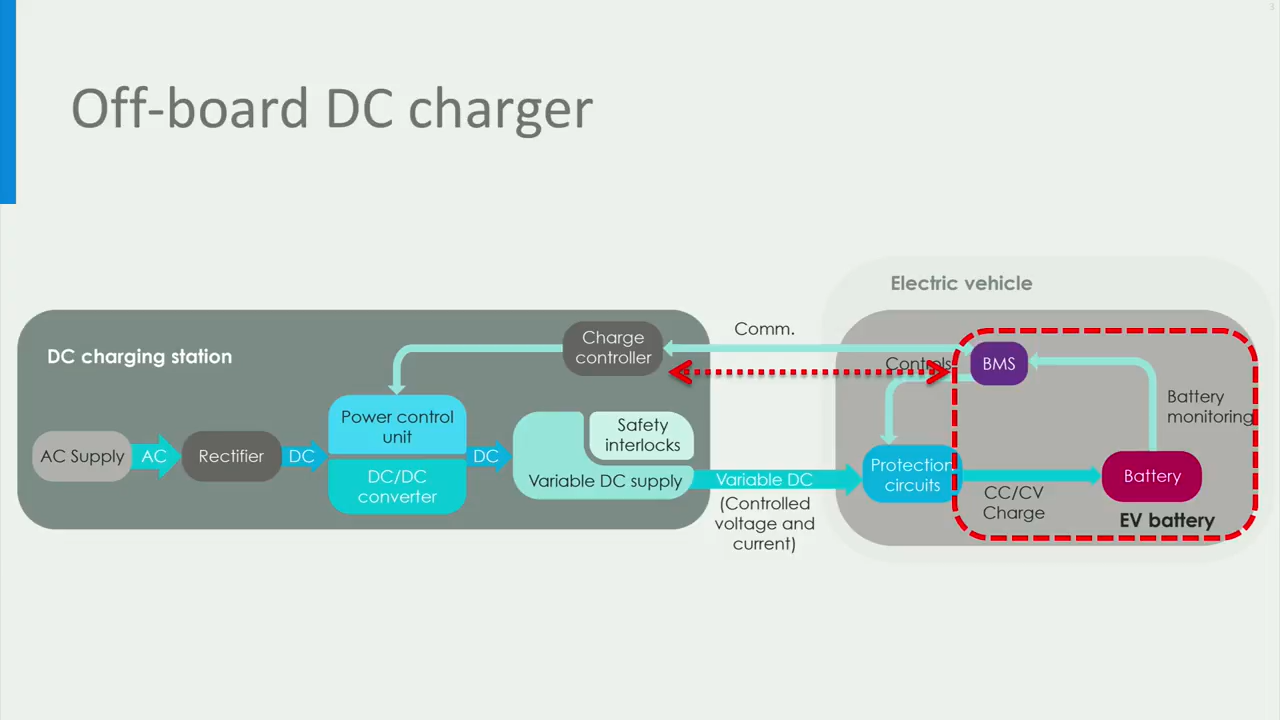 Off-board DC charger
Electric vehicle
DC charging station
Charge
controller
Comm.
Controls
BMS
Battery
monitoring
Power control
unit
Safety
interlocks
AC Supply
AC
Rectifier
DC
DC/DC
converter
DC
Variable DC supply
Variable DC
(Controlled
voltage and
current)
Protection
circuits
CC/CV
Charge
Battery
EV battery